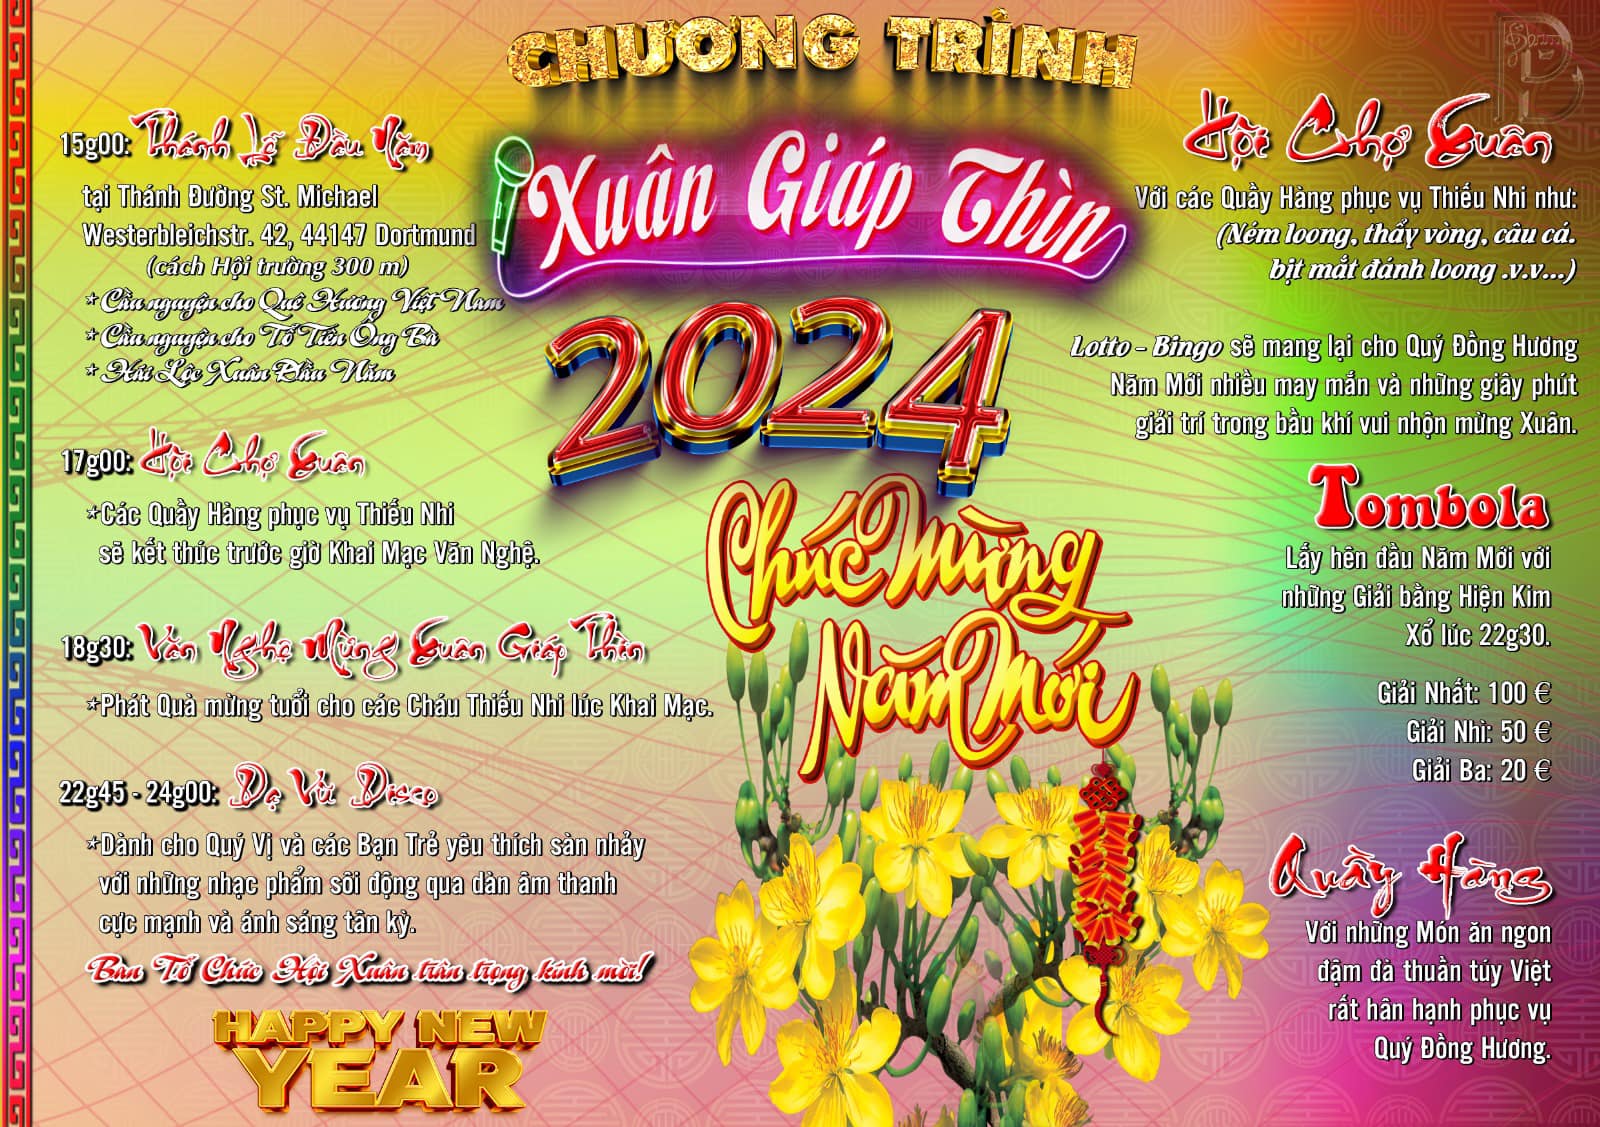 CHƯƠNG TRÌNH
Xuân Giáp Thìn
2024
Chúc Mừng
Năm Mới
15g00: Thánh Lễ Đầu Năm
tại Thánh Đường St. Michael
Westerbleichstr. 42, 44147 Dortmund
(cách Hội trường 300 m)
* Cầu nguyện cho Quê Hương Việt Nam
* Cầu nguyện cho Tổ Tiên Ông Bà
* Hái Lộc Xuân Đầu Năm
17g00: Hội Chợ Xuân
*Các Quầy Hàng phục vụ Thiếu Nhi
sẽ kết thúc trước giờ Khai Mạc Văn Nghệ.
18g30: Văn Nghệ Mừng Xuân Giáp Thìn
*Phát Quà mừng tuổi cho các Cháu Thiếu Nhi lúc Khai Mạc.
22g45 - 24g00: Dạ Vũ Disco
*Dành cho Quý Vị và các Bạn Trẻ yêu thích sàn nhảy
với những nhạc phẩm sôi động qua dàn âm thanh
cực mạnh và ánh sáng tân kỳ.
Ban Tổ Chức Hội Xuân trân trọng kính mời!
HAPPY NEW
YEAR
Hội Chợ Xuân
Với các Quầy Hàng phục vụ Thiếu Nhi như:
(Ném loong, thẩy vòng, câu cá.
bịt mắt đánh loong .v.v...)
Lotto - Bingo sẽ mang lại cho Quý Đồng Hương
Năm Mới nhiều may mắn và những giây phút
giải trí trong bầu khí vui nhộn mừng Xuân.
Tombola
Lấy hên đầu Năm Mới với
những Giải bằng Hiện Kim
Xổ lúc 22g30.
Giải Nhất: 100 €
Giải Nhì: 50 €
Giải Ba: 20 €
Quầy Hàng
Với những Món ăn ngon
đậm đà thuần túy Việt
rất hân hạnh phục vụ
Quý Đồng Hương.